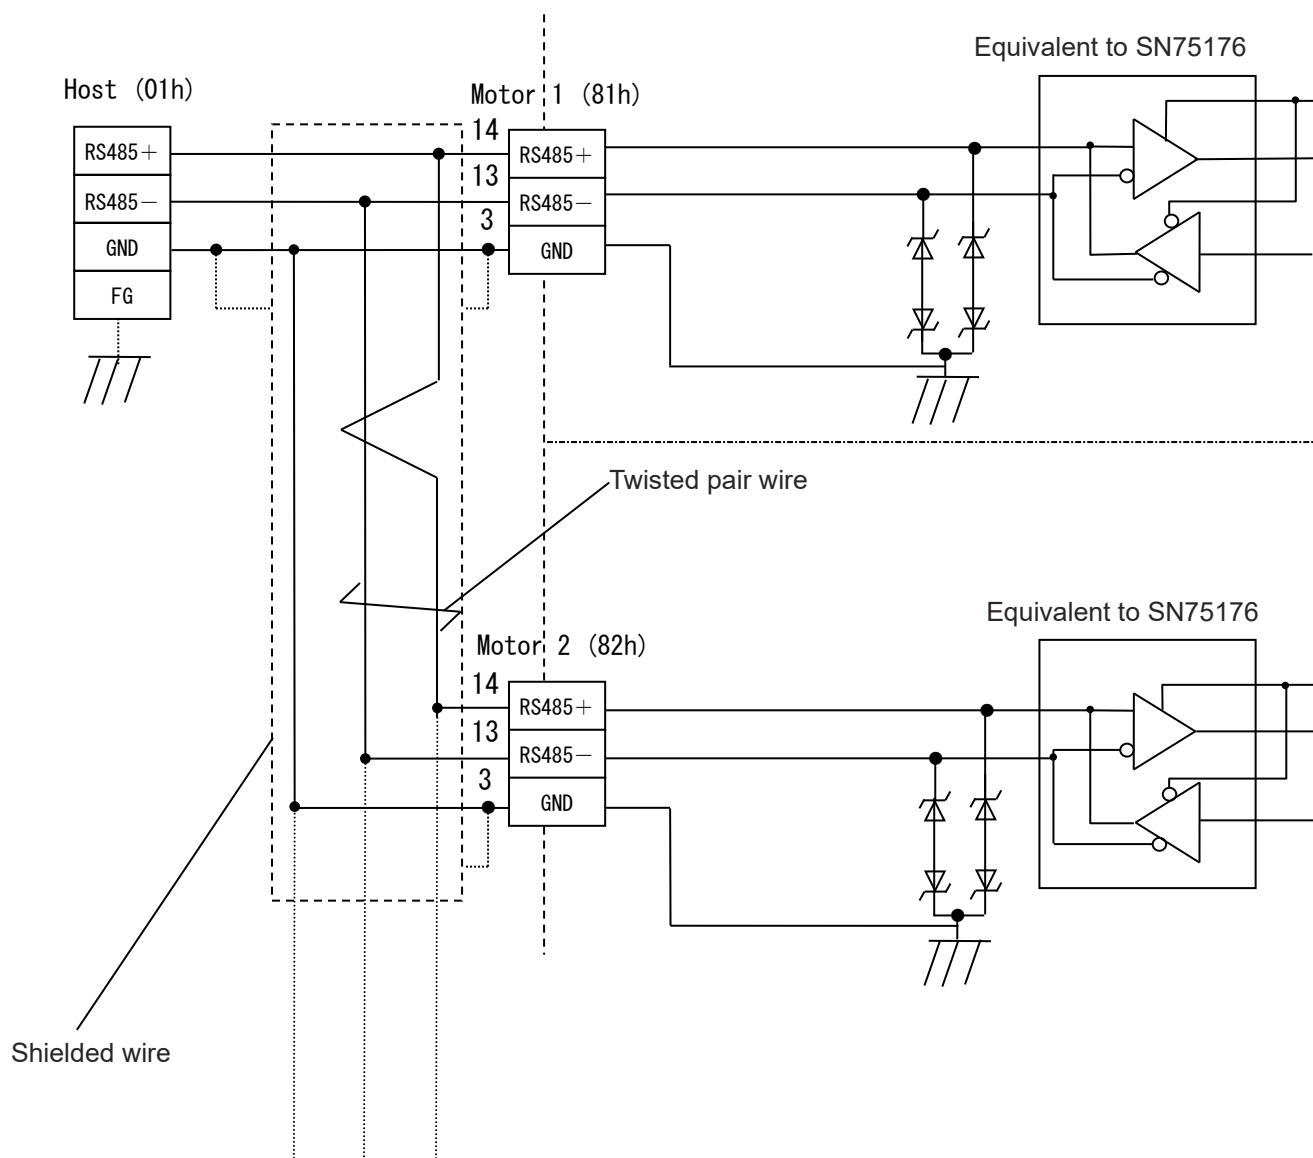 Equivalent to SN75176
Host (01h)
Motor 1 (81h)
RS485+
RS485−
GND
FG
14
13
3
RS485+
RS485−
GND
Twisted pair wire
Equivalent to SN75176
Motor 2 (82h)
14
13
3
RS485+
RS485−
GND
Shielded wire